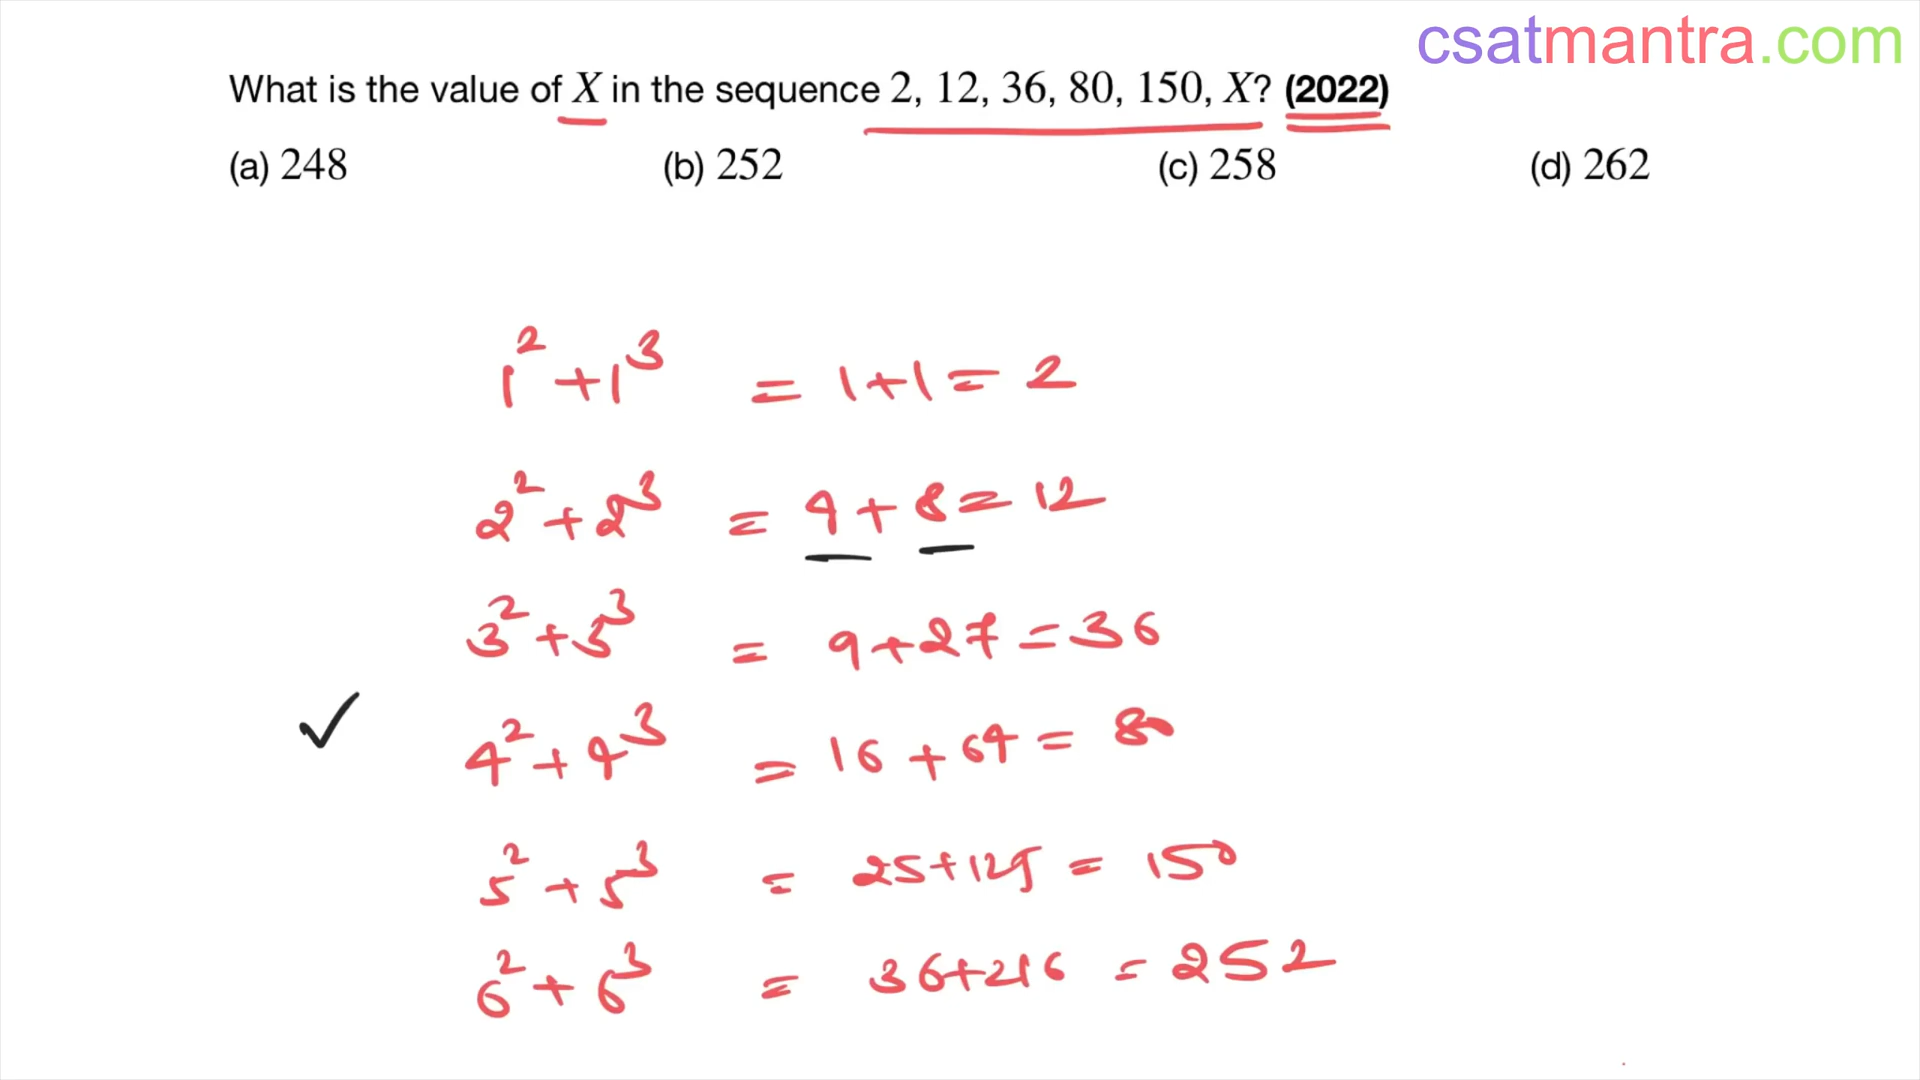 csatmantra.com
What is the value of X in the sequence 2, 12, 36, 80, 150, X? (2022)
(a) 248 (b) 252 (c) 258 (d) 262
1² + 1³ = 1 + 1 = 2
2² + 2³ = 4 + 8 = 12
3² + 3³ = 9 + 27 = 36
4² + 4³ = 16 + 64 = 80
5² + 5³ = 25 + 125 = 150
6² + 6³ = 36 + 216 = 252